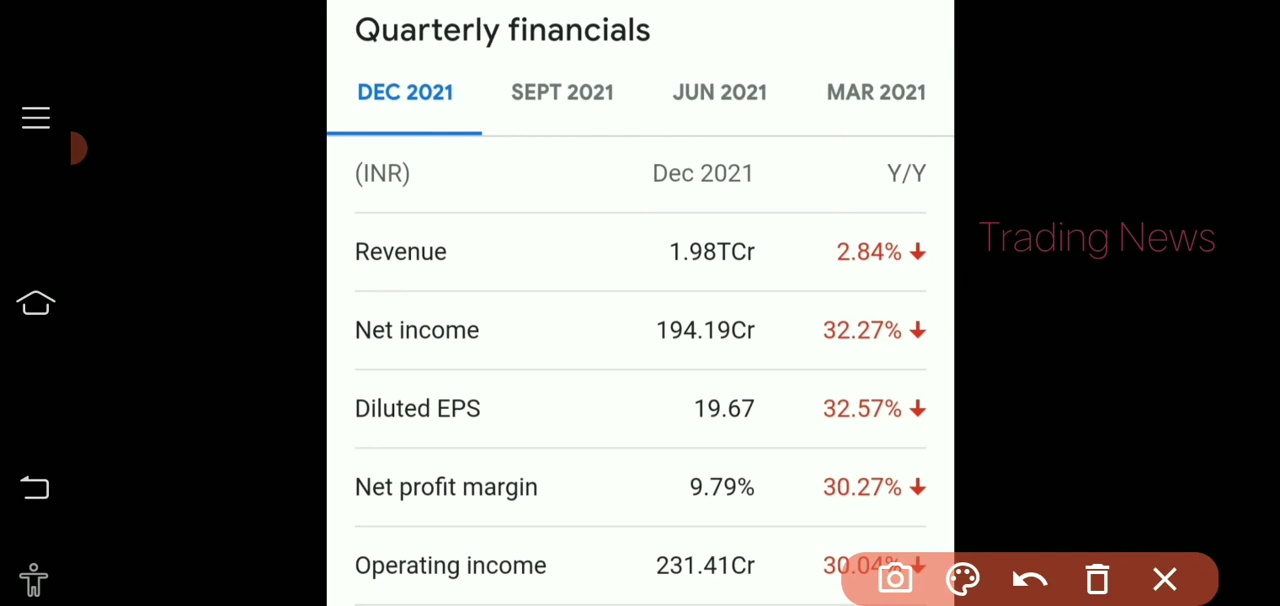 Quarterly financials
DEC 2021 SEPT 2021 JUN 2021 MAR 2021
(INR) Dec 2021 Y/Y
Revenue 1.98TCr 2.84%
Trading News
Net income 194.19Cr 32.27%
Diluted EPS 19.67 32.57%
Net profit margin 9.79% 30.27%
Operating income 231.41Cr 30.04%